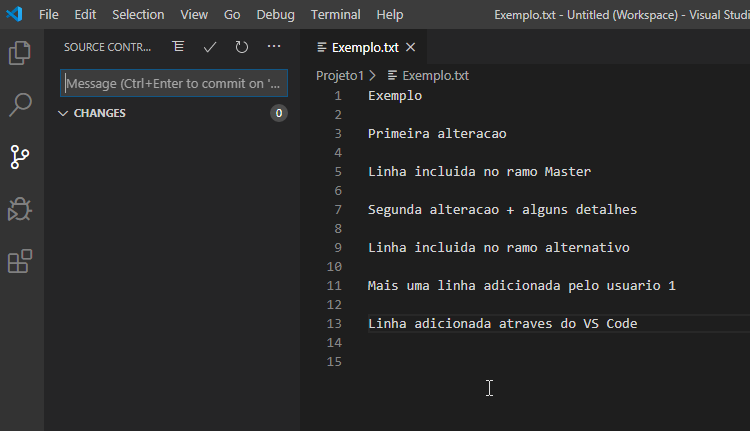 File Edit Selection View Go Debug Terminal Help Exemplo.txt - Untitled (Workspace) - Visual Studi
SOURCE CONTR...
Message (Ctrl+Enter to commit on '...
CHANGES 0
Exemplo.txt
Projeto1 > Exemplo.txt
1 Exemplo
2
3 Primeira alteracao
4
5 Linha incluida no ramo Master
6
7 Segunda alteracao + alguns detalhes
8
9 Linha incluida no ramo alternativo
10
11 Mais uma linha adicionada pelo usuario 1
12
13 Linha adicionada atraves do VS Code
14
15